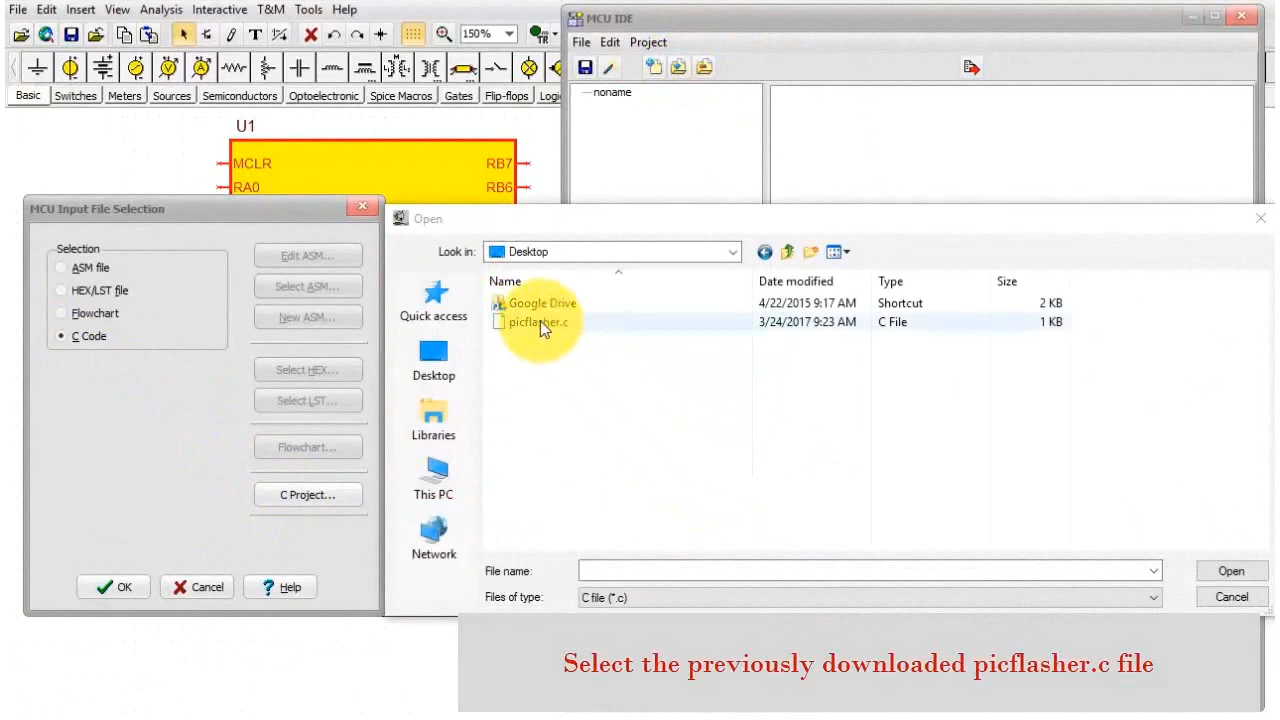 File Edit Insert View Analysis Interactive T&M Tools Help
150%
TR
Basic Switches Meters Sources Semiconductors Optoelectronic Spice Macros Gates Flip-flops Logi
MCU IDE
File Edit Project
noname
U1
MCLR RB7
RA0 RB6
MCU Input File Selection
Selection
ASM file
HEX/LST file
Flowchart
C Code
Edit ASM...
Select ASM...
New ASM...
Select HEX...
Select LST...
Flowchart...
C Project...
OK Cancel Help
Open
Look in: Desktop
Name Date modified Type Size
Google Drive 4/22/2015 9:17 AM Shortcut 2 KB
picflasher.c 3/24/2017 9:23 AM C File 1 KB
Quick access
Desktop
Libraries
This PC
Network
File name: Open
Files of type: C file (*.c) Cancel
Select the previously downloaded picflasher.c file